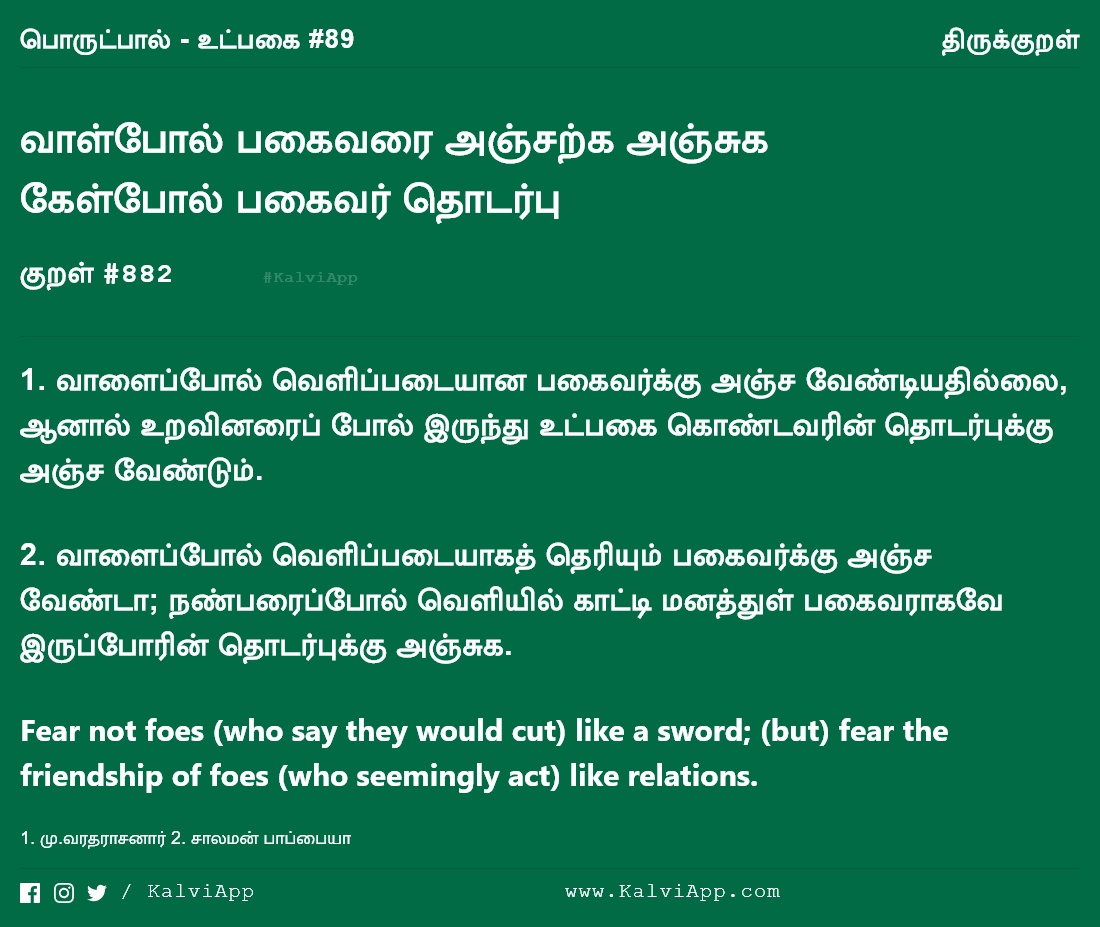 பொருட்பால் - உட்பகை #89
திருக்குறள்
வாள்போல் பகைவரை அஞ்சற்க அஞ்சுக
கேள்போல் பகைவர் தொடர்பு
குறள் #882
#KalviApp
1. வாளைப்போல் வெளிப்படையான பகைவர்க்கு அஞ்ச வேண்டியதில்லை,
ஆனால் உறவினரைப் போல் இருந்து உட்பகை கொண்டவரின் தொடர்புக்கு
அஞ்ச வேண்டும்.
2. வாளைப்போல் வெளிப்படையாகத் தெரியும் பகைவர்க்கு அஞ்ச
வேண்டா; நண்பரைப்போல் வெளியில் காட்டி மனத்துள் பகைவராகவே
இருப்போரின் தொடர்புக்கு அஞ்சுக.
Fear not foes (who say they would cut) like a sword; (but) fear the
friendship of foes (who seemingly act) like relations.
1. மு.வரதராசனார் 2. சாலமன் பாப்பையா
/ KalviApp
www.KalviApp.com